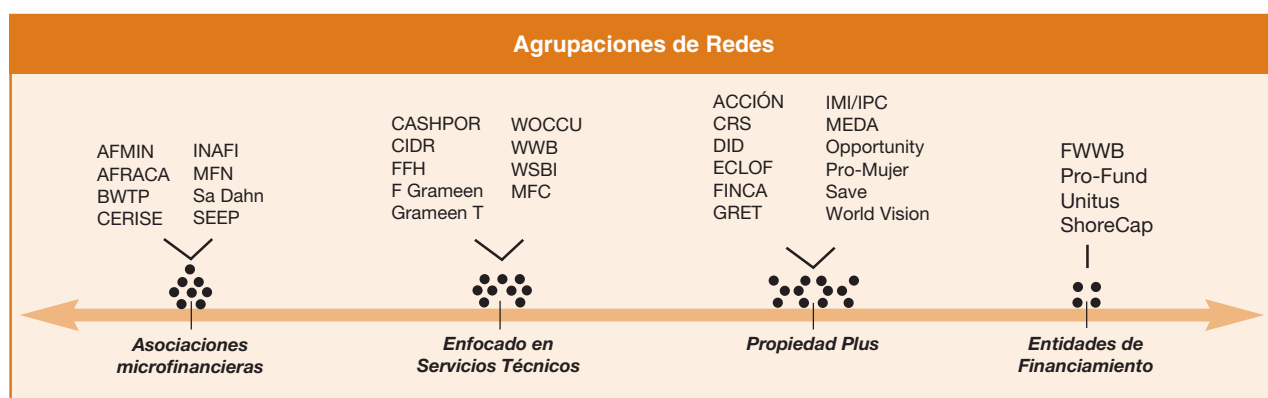 Agrupaciones de Redes
AFMIN
AFRACA
BWTP
CERISE
INAFI
MFN
Sa Dahn
SEEP
CASHPOR
CIDR
FFH
F Grameen
Grameen T
WOCCU
WWB
WSBI
MFC
ACCIÓN
CRS
DID
ECLOF
FINCA
GRET
IMI/IPC
MEDA
Opportunity
Pro-Mujer
Save
World Vision
FWWB
Pro-Fund
Unitus
ShoreCap
Asociaciones
microfinancieras
Enfocado en
Servicios Técnicos
Propiedad Plus
Entidades de
Financiamiento